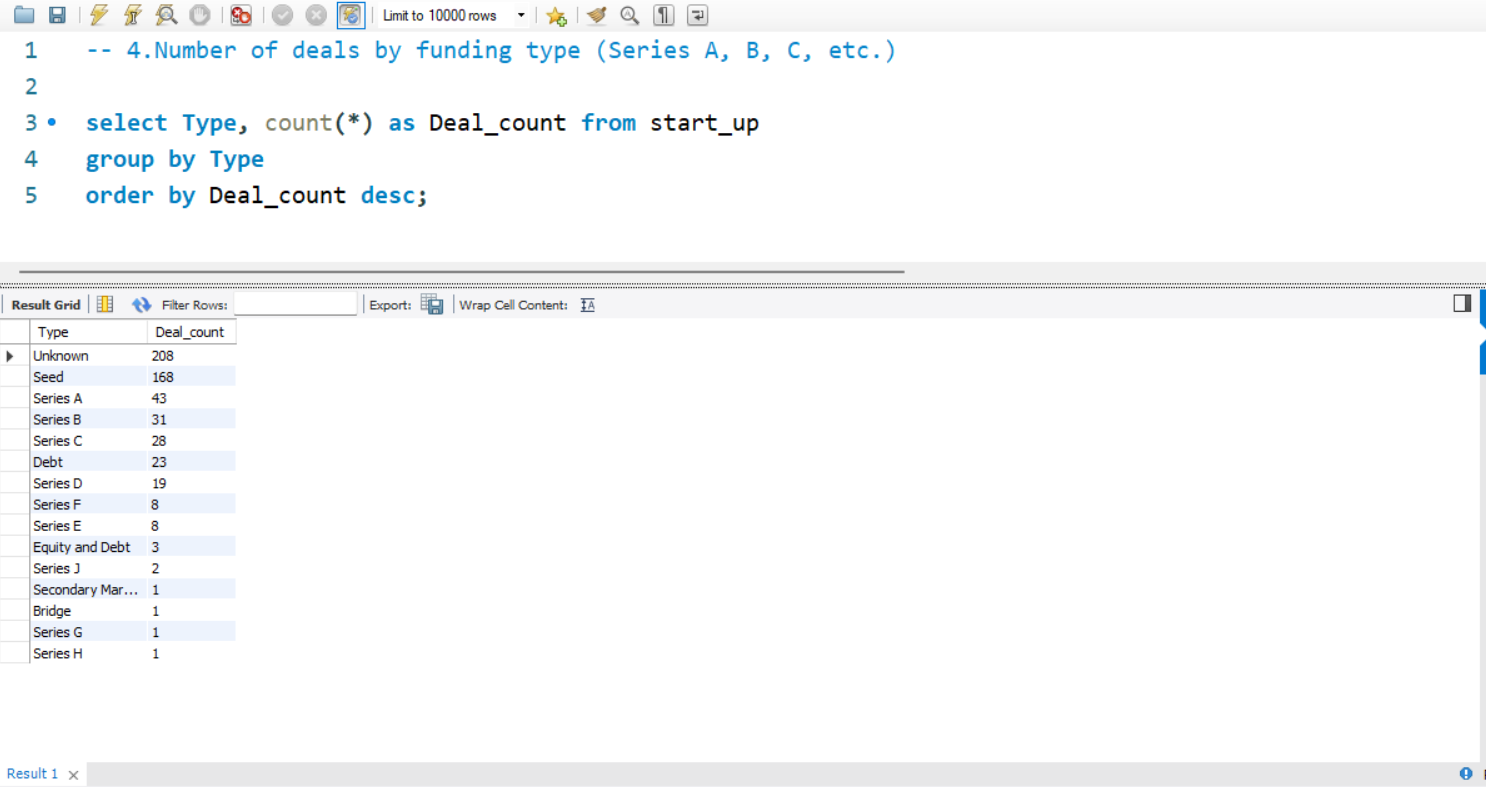 Limit to 10000 rows
1 -- 4.Number of deals by funding type (Series A, B, C, etc.)
2
3 select Type, count(*) as Deal_count from start_up
4 group by Type
5 order by Deal_count desc;
Result Grid Filter Rows: Export: Wrap Cell Content: IA
Type Deal_count
Unknown 208
Seed 168
Series A 43
Series B 31
Series C 28
Debt 23
Series D 19
Series F 8
Series E 8
Equity and Debt 3
Series J 2
Secondary Mar... 1
Bridge 1
Series G 1
Series H 1
Result 1